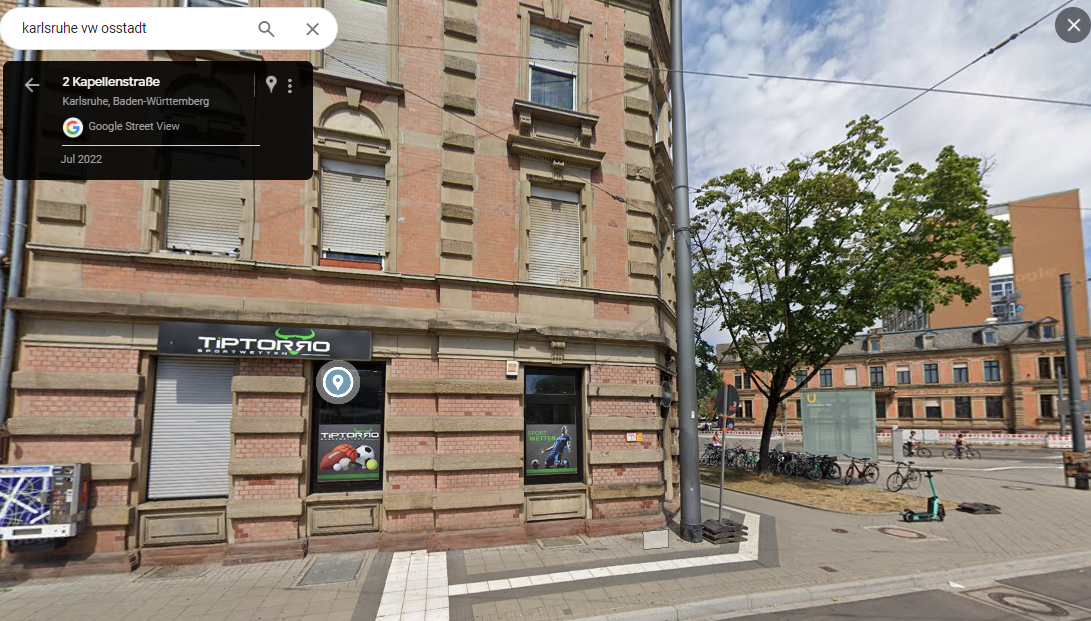 karlsruhe vw osstadt
2 Kapellenstraße
Karlsruhe, Baden-Württemberg
Google Street View
Jul 2022
TIPTORRO
SPORTWETTEN
TIPTORRO
SPORT
WETTEN